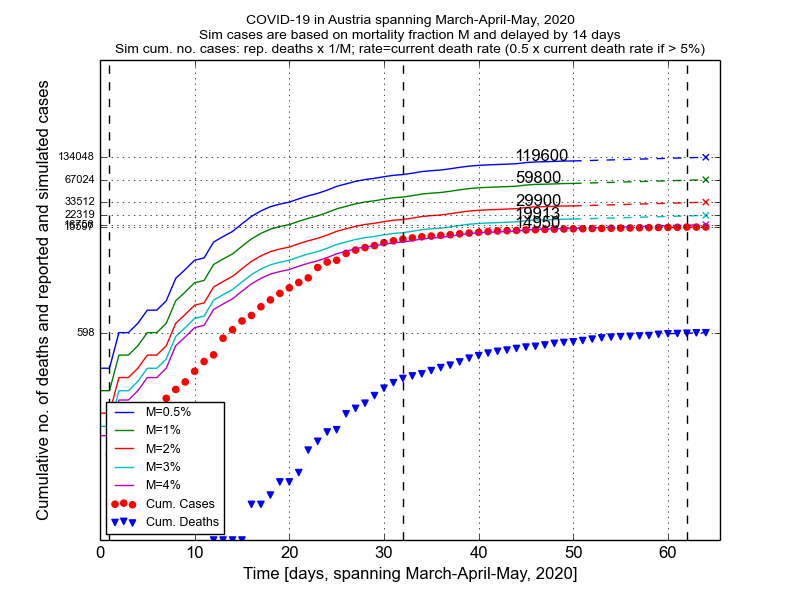 COVID-19 in Austria spanning March-April-May, 2020
Sim cases are based on mortality fraction M and delayed by 14 days
Sim cum. no. cases: rep. deaths x 1/M; rate=current death rate (0.5 x current death rate if > 5%)
Cumulative no. of deaths and reported and simulated cases
134048
67024
33512
22319
598
119600
59800
29900
19913
14950
M=0.5%
M=1%
M=2%
M=3%
M=4%
Cum. Cases
Cum. Deaths
0 10 20 30 40 50 60
Time [days, spanning March-April-May, 2020]